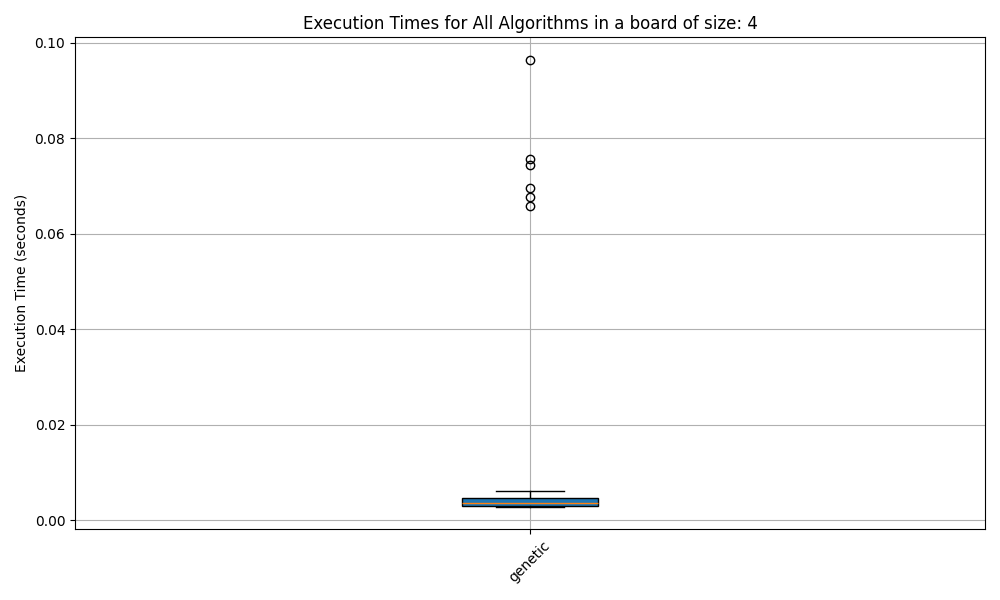 Execution Times for All Algorithms in a board of size: 4
Execution Time (seconds)
0.10
0.08
0.06
0.04
0.02
0.00
genetic